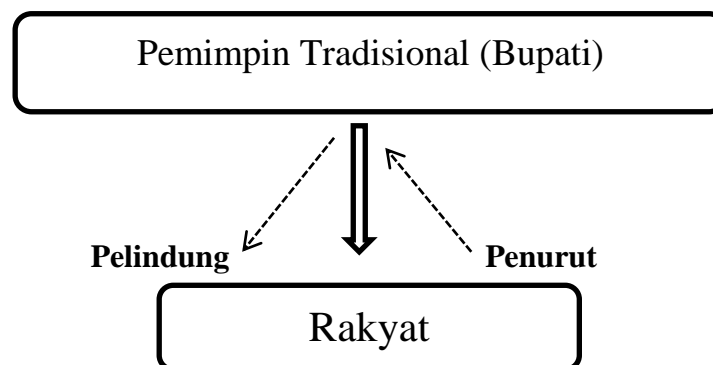 Pemimpin Tradisional (Bupati)
Pelindung
Penurut
Rakyat